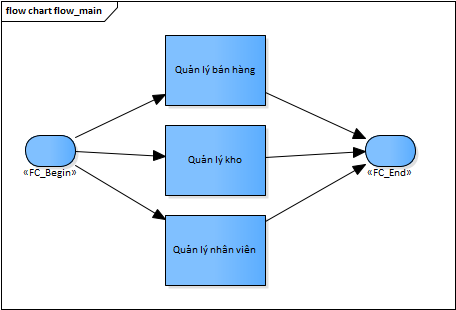 flow chart flow_main
Quản lý bán hàng
Quản lý kho
«FC_Begin»
«FC_End»
Quản lý nhân viên